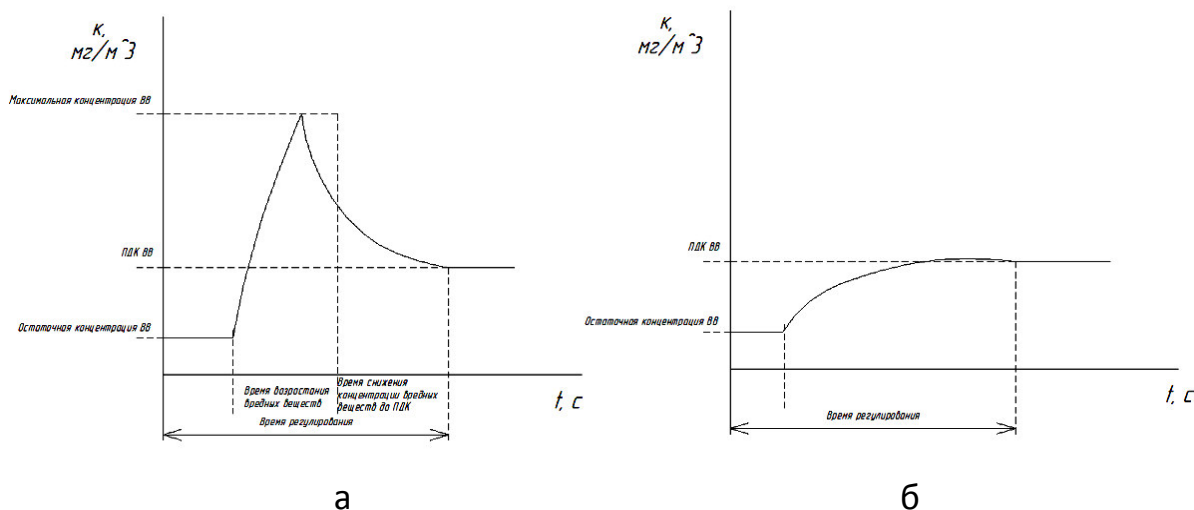 К,
мг/м^3
Максимальная концентрация ВВ
ПДК ВВ
Остаточная концентрация ВВ
Время возрастания
вредных веществ
Время снижения
концентрации вредных
веществ до ПДК
Время регулирования
t, с
а
К,
мг/м^3
ПДК ВВ
Остаточная концентрация ВВ
Время регулирования
t, с
б